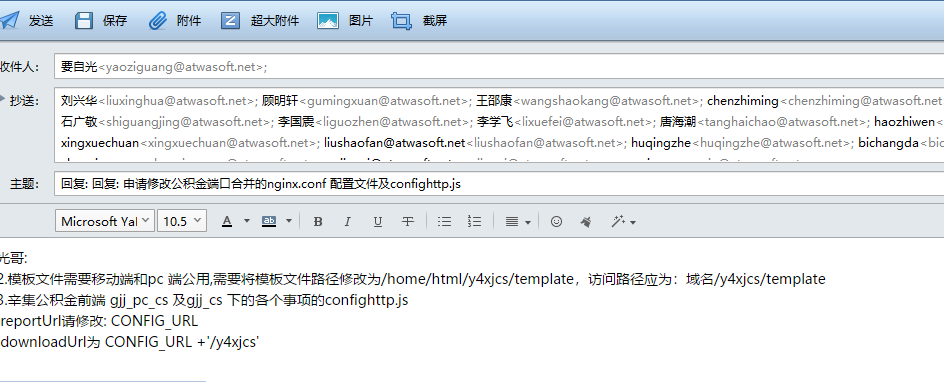 发送 保存 附件 超大附件 图片 截屏
收件人: 要自光<yaoziguang@atwasoft.net>;
抄送: 刘兴华<liuxinghua@atwasoft.net>; 顾明轩<gumingxuan@atwasoft.net>; 王邵康<wangshaokang@atwasoft.net>; chenzhiming<chenzhiming@atwasoft.net>
石广敬<shiguangjing@atwasoft.net>; 李国宸<liguozhen@atwasoft.net>; 李学飞<lixuefei@atwasoft.net>; 唐海潮<tanghaichao@atwasoft.net>; haozhiwen<
xingxuechuan<xingxuechuan@atwasoft.net>; liushaofan@atwasoft.net<liushaofan@atwasoft.net>; huqingzhe<huqingzhe@atwasoft.net>; bichangda<bic
主题: 回复: 回复: 申请修改公积金端口合并的nginx.conf 配置文件及confighttp.js
Microsoft Yal 10.5 A ab B I U T
光哥:
2.模板文件需要移动端和pc 端公用,需要将模板文件路径修改为/home/html/y4xjcs/template，访问路径应为：域名/y4xjcs/template
3.辛集公积金前端 gjj_pc_cs 及gjj_cs 下的各个事项的confighttp.js
reportUrl请修改: CONFIG_URL
downloadUrl为 CONFIG_URL +'/y4xjcs'